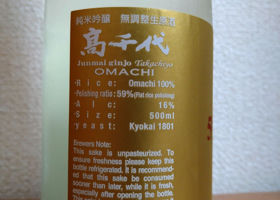 純米吟醸 無調整生原酒
高千代
Junmai ginjo Takachiyo
OMACHI
・Rice: Omachi 100%
・Polishing ratio: 59%(Flat rice polishing)
・Alc: 16%
・Size: 500ml
・yeast: Kyokai 1801
Brewers Note:
This sake is unpasteurized. To
ensure freshness please keep this
bottle refrigerated. It is recommend-
ed that this sake be consumed
sooner than later, while it is fresh,
especially after opening the bottle.